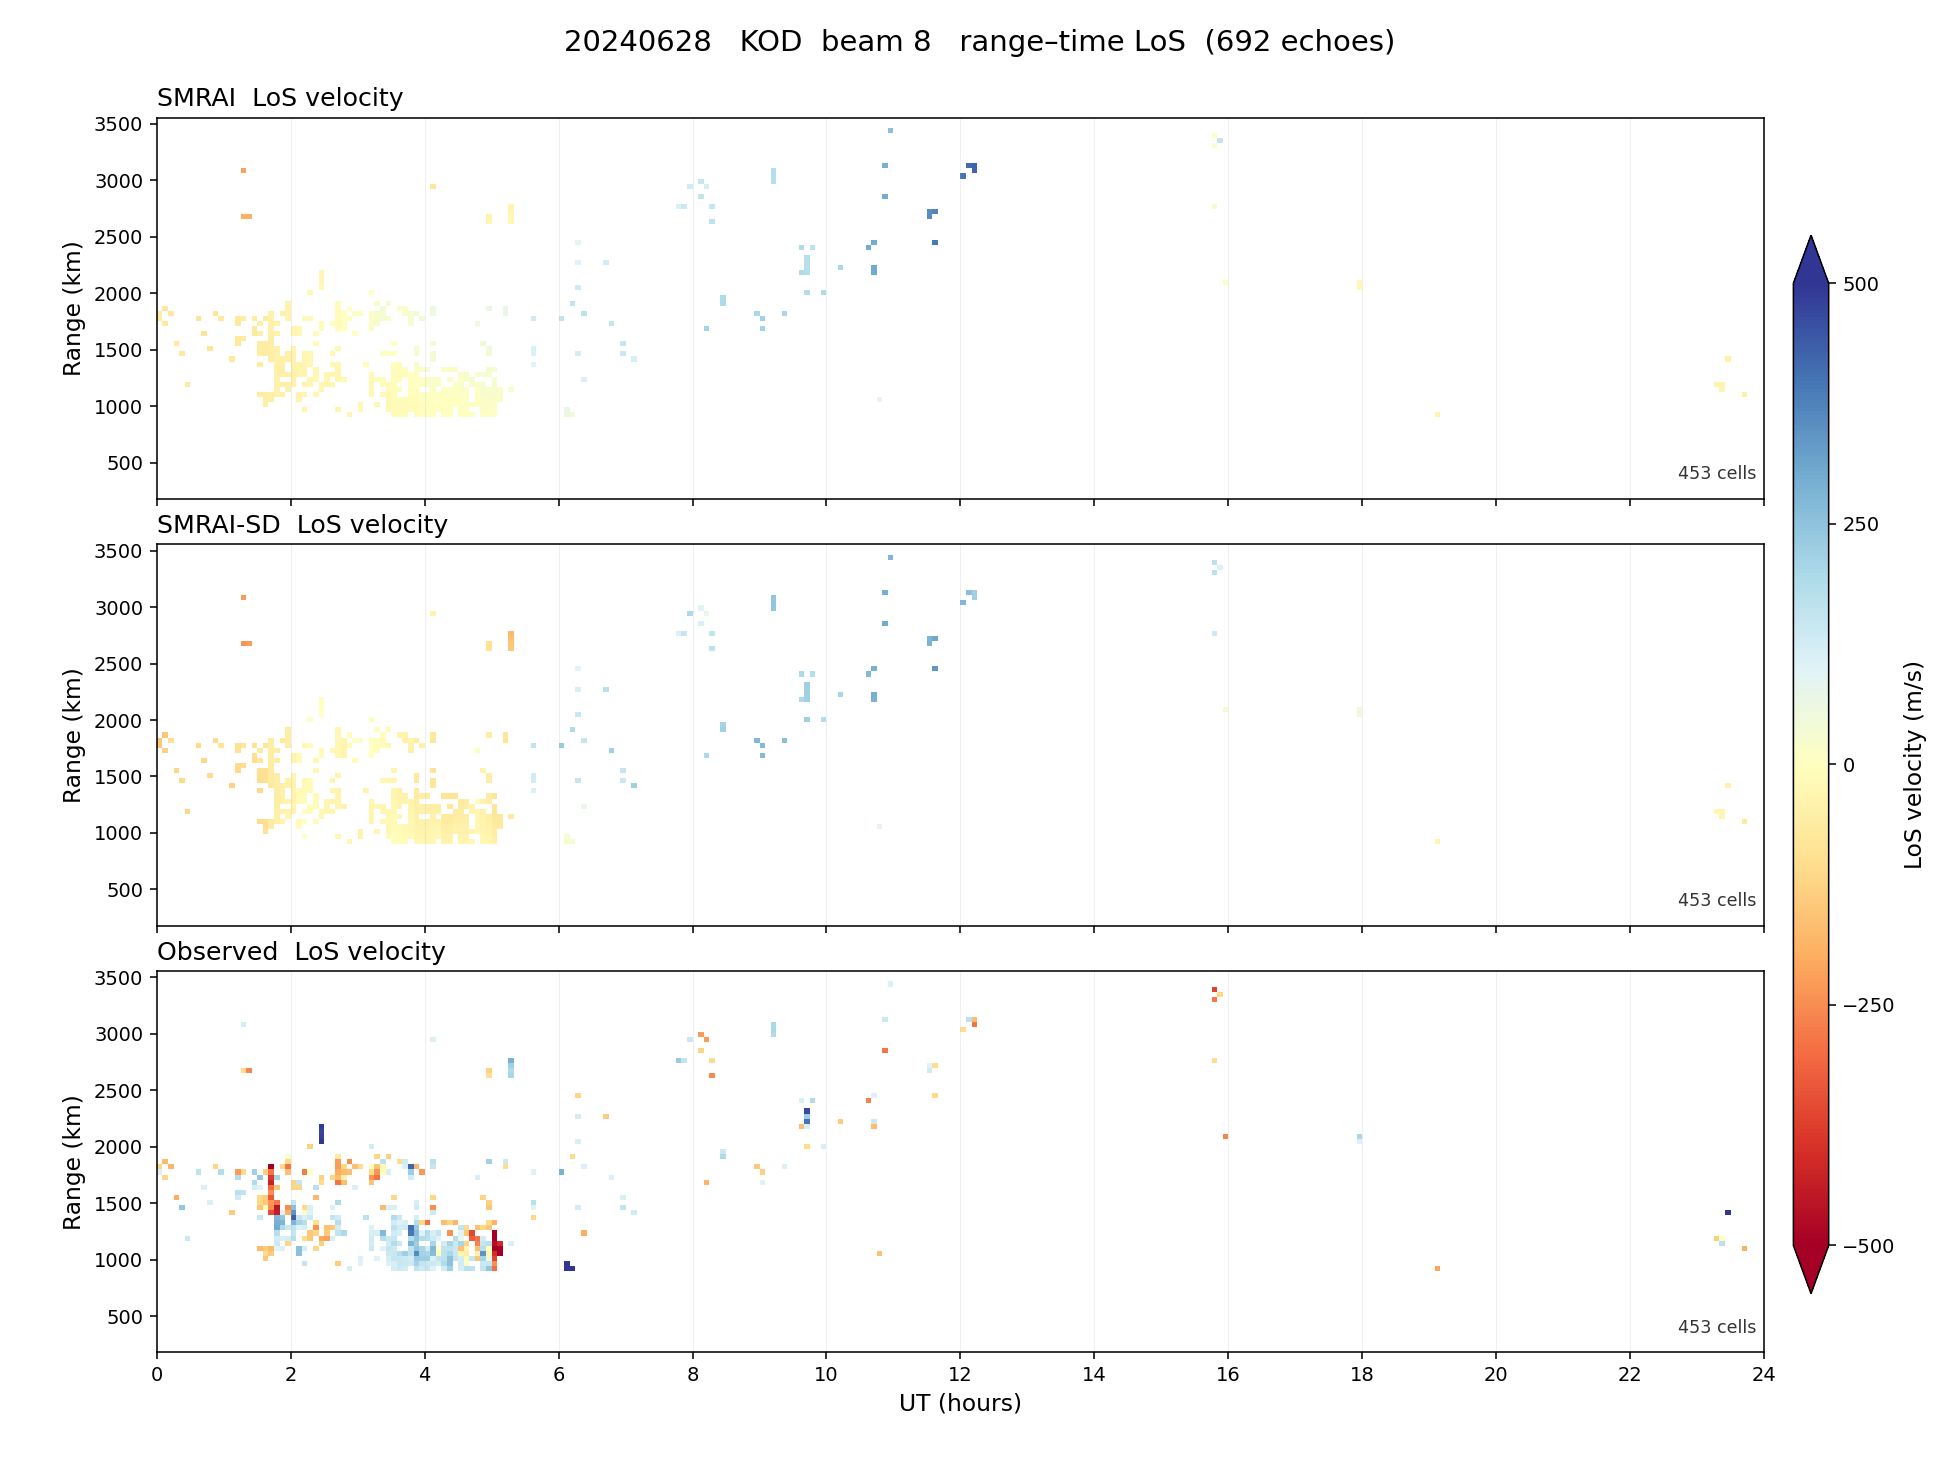 20240628   KOD  beam 8   range–time LoS  (692 echoes)
SMRAI  LoS velocity
3500
3000
2500
2000
1500
1000
500
Range (km)
453 cells
SMRAI-SD  LoS velocity
3500
3000
2500
2000
1500
1000
500
Range (km)
453 cells
Observed  LoS velocity
3500
3000
2500
2000
1500
1000
500
Range (km)
453 cells
0 2 4 6 8 10 12 14 16 18 20 22 24
UT (hours)
500
250
0
−250
−500
LoS velocity (m/s)